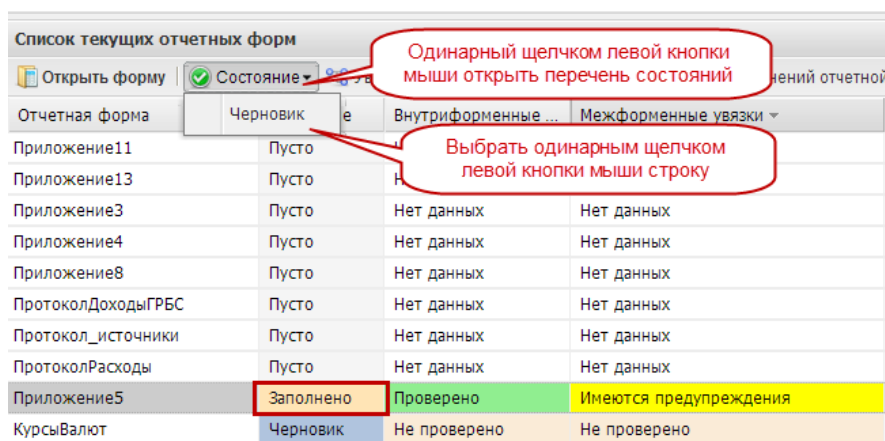 Список текущих отчетных форм
Одинарный щелчком левой кнопки
мыши открыть перечень состояний
Открыть форму Состояние нений отчетной
Отчетная форма Черновик е Внутриформенные ... Межформенные увязки
Выбрать одинарным щелчком
левой кнопки мыши строку
Приложение11 Пусто
Приложение13 Пусто
Приложение3 Пусто Нет данных Нет данных
Приложение4 Пусто Нет данных Нет данных
Приложение8 Пусто Нет данных Нет данных
ПротоколДоходыГРБС Пусто Нет данных Нет данных
Протокол_источники Пусто Нет данных Нет данных
ПротоколРасходы Пусто Нет данных Нет данных
Приложение5 Заполнено Проверено Имеются предупреждения
КурсыВалют Черновик Не проверено Не проверено